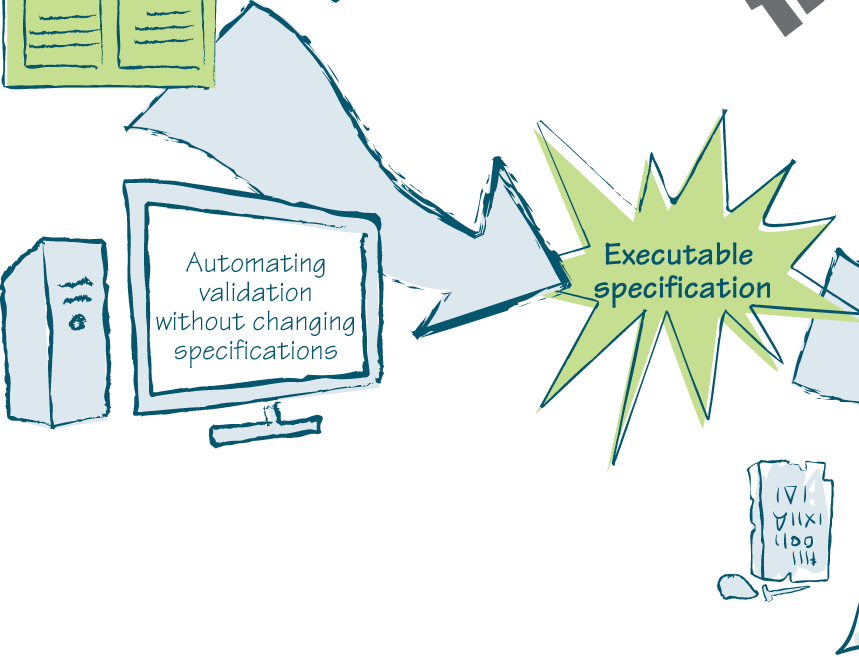 Automating
validation
without changing
specifications
Executable
specification